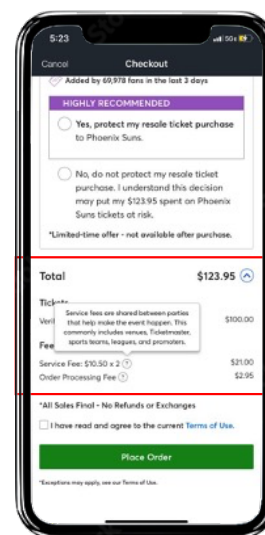 5:23
5Ge
Cancel
Checkout
Added by 69,978 fans in the last 3 days
HIGHLY RECOMMENDED
Yes, protect my resale ticket purchase
to Phoenix Suns.
No, do not protect my resale ticket
purchase. I understand this decision
may put my $123.95 spent on Phoenix
Suns tickets at risk.
*Limited-time offer - not available after purchase.
Total
$123.95
Tickets
Service fees are shared between parties
that help make the event happen. This
commonly includes venues, Ticketmaster,
sports teams, leagues, and promoters.
Veri
$100.00
Fee
Service Fee: $10.50 x 2 ?
$21.00
Order Processing Fee ?
$2.95
*All Sales Final - No Refunds or Exchanges
I have read and agree to the current Terms of Use.
Place Order
*Exceptions may apply, see our Terms of Use.